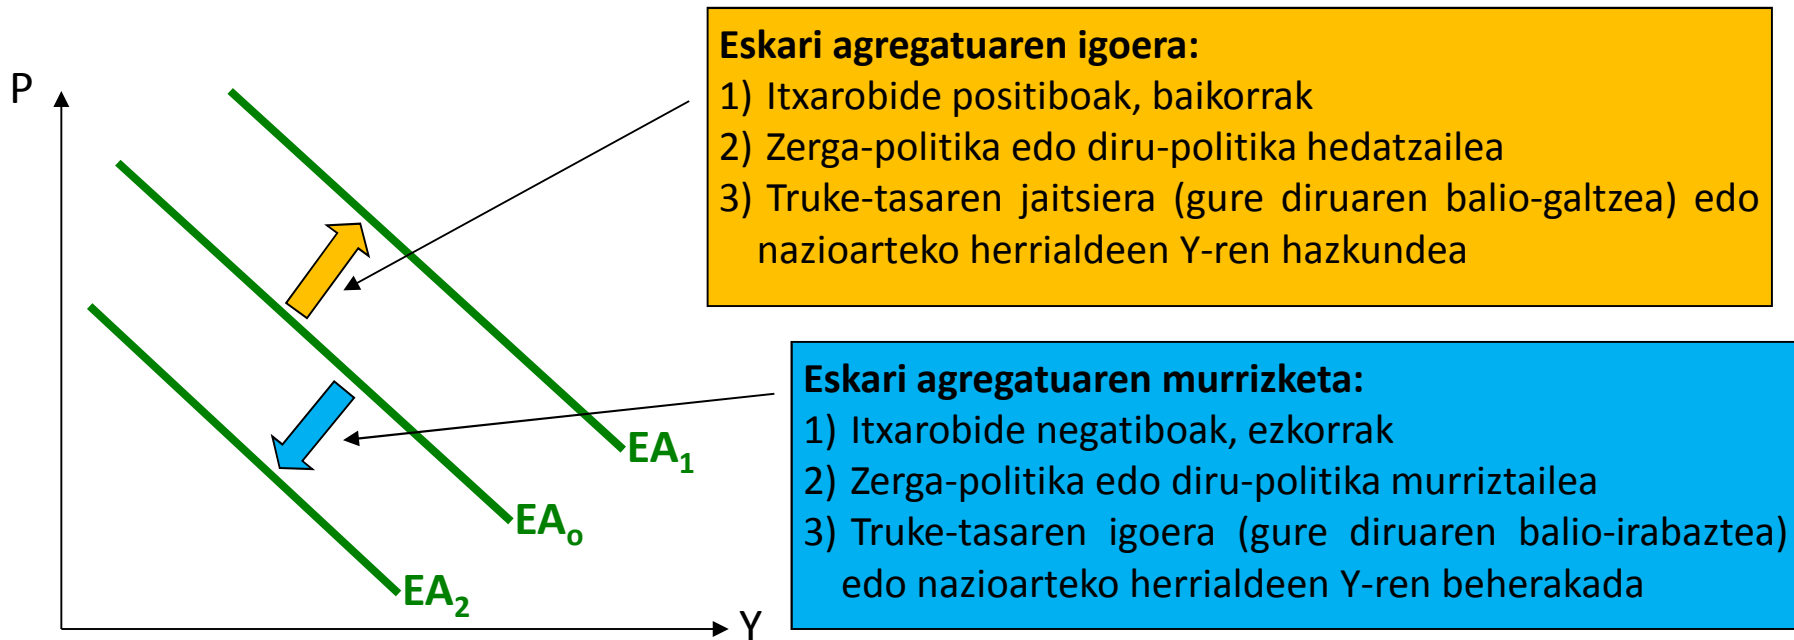 P
Eskari agregatuaren igoera:
1) Itxarobide positiboak, baikorrak
2) Zerga-politika edo diru-politika hedatzailea
3) Truke-tasaren jaitsiera (gure diruaren balio-galtzea) edo
nazioarteko herrialdeen Y-ren hazkundea
Eskari agregatuaren murrizketa:
1) Itxarobide negatiboak, ezkorrak
2) Zerga-politika edo diru-politika murriztailea
3) Truke-tasaren igoera (gure diruaren balio-irabaztea)
edo nazioarteko herrialdeen Y-ren beherakada
EA₁
EAₒ
EA₂
Y